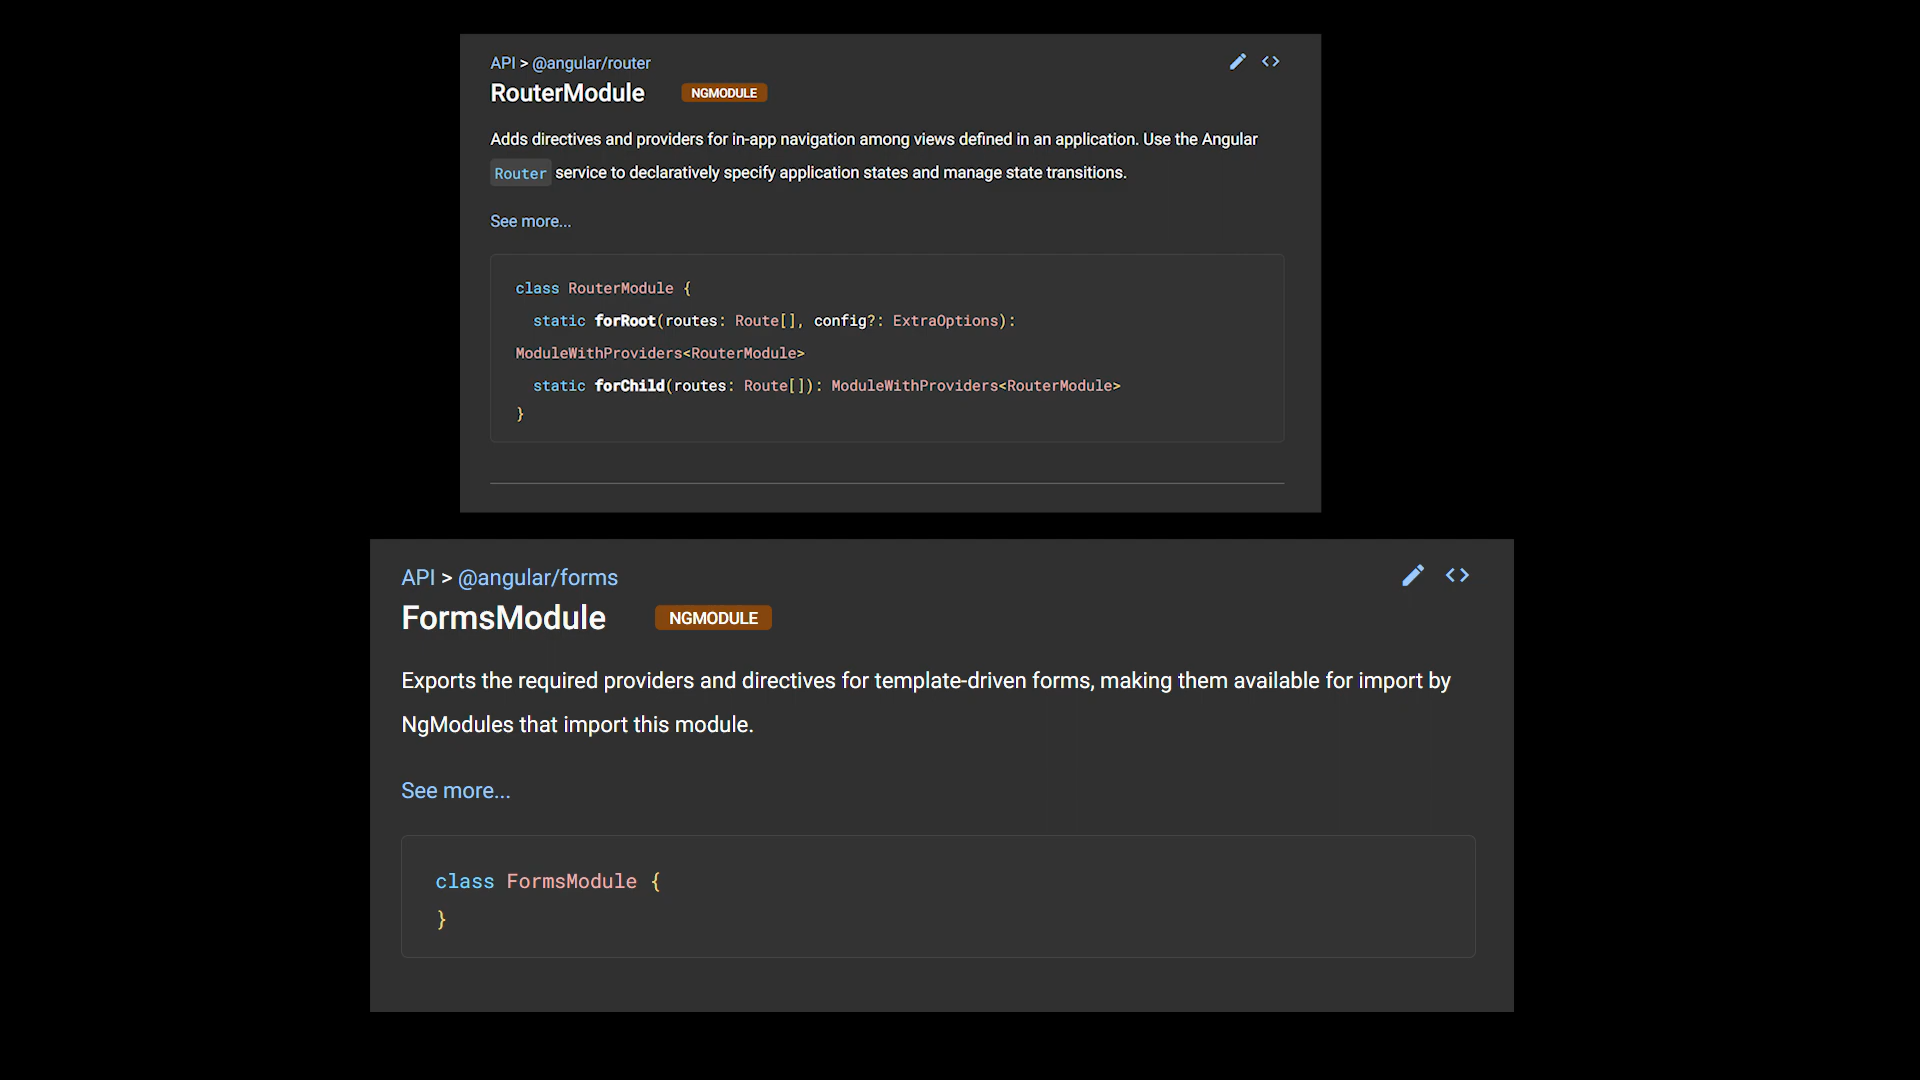 API > @angular/router
RouterModule NGMODULE
Adds directives and providers for in-app navigation among views defined in an application. Use the Angular
Router service to declaratively specify application states and manage state transitions.
See more...
class RouterModule {
static forRoot(routes: Route[], config?: ExtraOptions):
ModuleWithProviders<RouterModule>
static forChild(routes: Route[]): ModuleWithProviders<RouterModule>
}
API > @angular/forms
FormsModule NGMODULE
Exports the required providers and directives for template-driven forms, making them available for import by
NgModules that import this module.
See more...
class FormsModule {
}